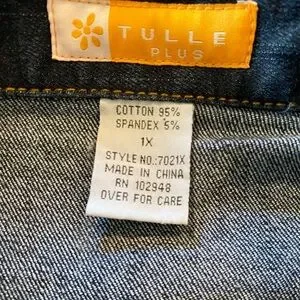 TULLE
PLUS
COTTON 95%
SPANDEX 5%
1X
STYLE NO.:7021X
MADE IN CHINA
RN 102948
OVER FOR CARE